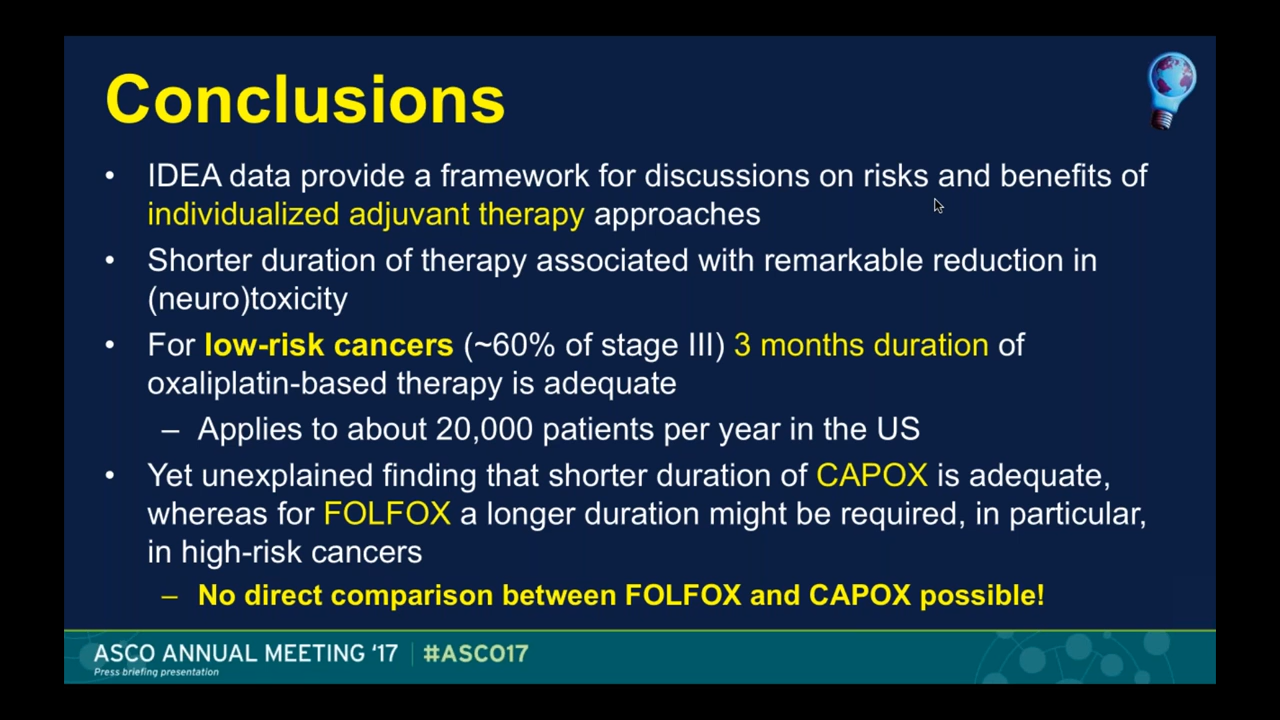 Conclusions
• IDEA data provide a framework for discussions on risks and benefits of
individualized adjuvant therapy approaches
• Shorter duration of therapy associated with remarkable reduction in
(neuro)toxicity
• For low-risk cancers (~60% of stage III) 3 months duration of
oxaliplatin-based therapy is adequate
– Applies to about 20,000 patients per year in the US
• Yet unexplained finding that shorter duration of CAPOX is adequate,
whereas for FOLFOX a longer duration might be required, in particular,
in high-risk cancers
– No direct comparison between FOLFOX and CAPOX possible!
ASCO ANNUAL MEETING ‘17 | #ASCO17
Press briefing presentation